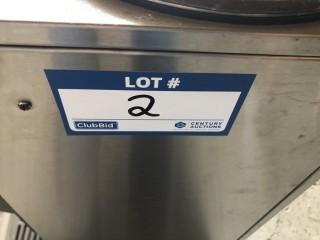 LOT #
2
ClubBid
CENTURY
AUCTIONS